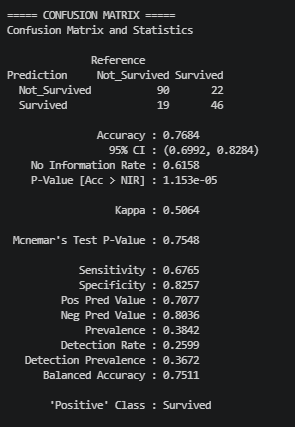 ===== CONFUSION MATRIX =====
Confusion Matrix and Statistics
Reference
Prediction Not_Survived Survived
Not_Survived 90 22
Survived 19 46
Accuracy : 0.7684
95% CI : (0.6992, 0.8284)
No Information Rate : 0.6158
P-Value [Acc > NIR] : 1.153e-05
Kappa : 0.5064
Mcnemar's Test P-Value : 0.7548
Sensitivity : 0.6765
Specificity : 0.8257
Pos Pred Value : 0.7077
Neg Pred Value : 0.8036
Prevalence : 0.3842
Detection Rate : 0.2599
Detection Prevalence : 0.3672
Balanced Accuracy : 0.7511
'Positive' Class : Survived